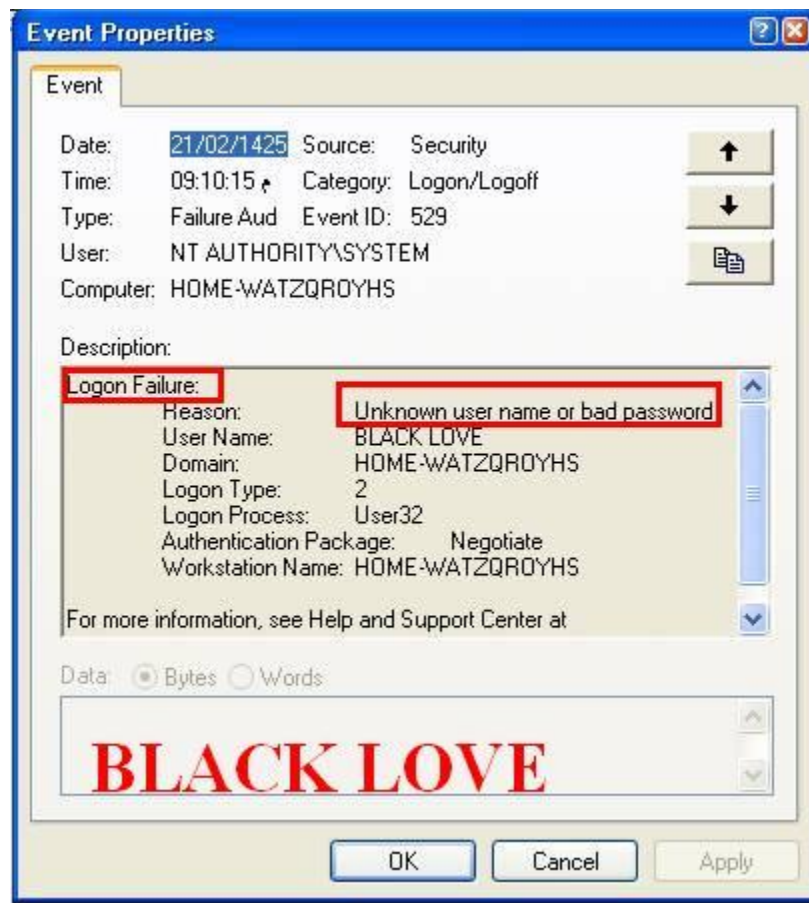 Event Properties
Event
Date: 21/02/1425 Source: Security
Time: 09:10:15 م Category: Logon/Logoff
Type: Failure Aud Event ID: 529
User: NT AUTHORITY\SYSTEM
Computer: HOME-WATZQROYHS
Description:
Logon Failure:
Reason: Unknown user name or bad password
User Name: BLACK LOVE
Domain: HOME-WATZQROYHS
Logon Type: 2
Logon Process: User32
Authentication Package: Negotiate
Workstation Name: HOME-WATZQROYHS
For more information, see Help and Support Center at
Data: Bytes Words
BLACK LOVE
OK Cancel Apply